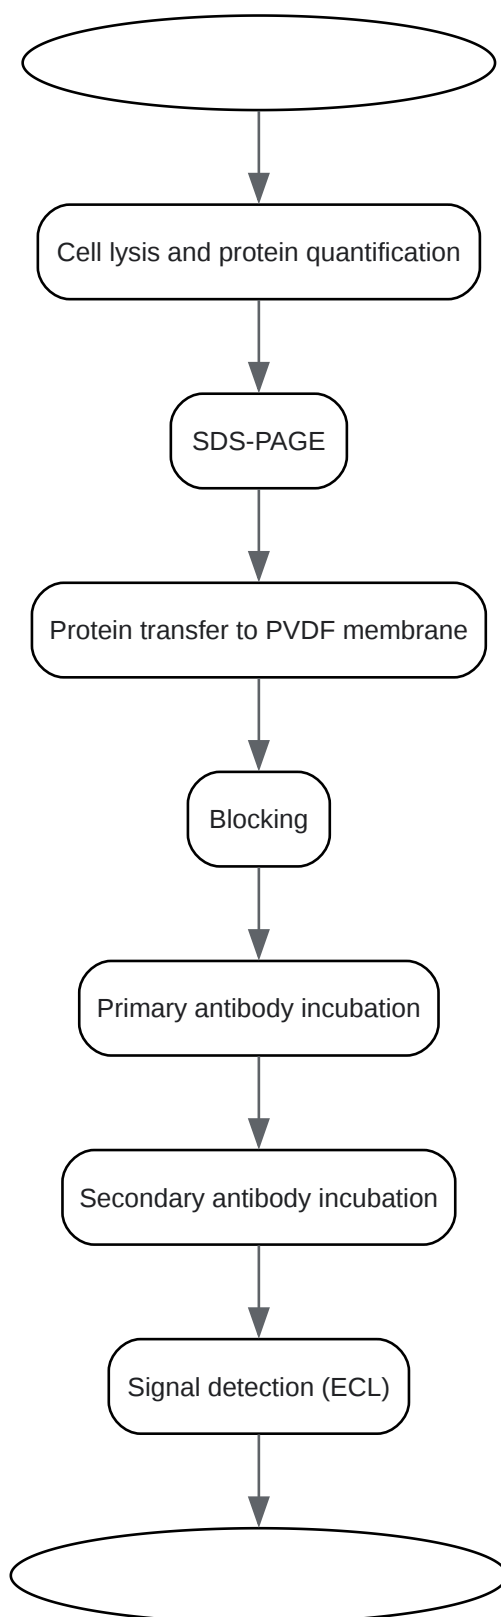 Cell lysis and protein quantification
SDS-PAGE
Protein transfer to PVDF membrane
Blocking
Primary antibody incubation
Secondary antibody incubation
Signal detection (ECL)